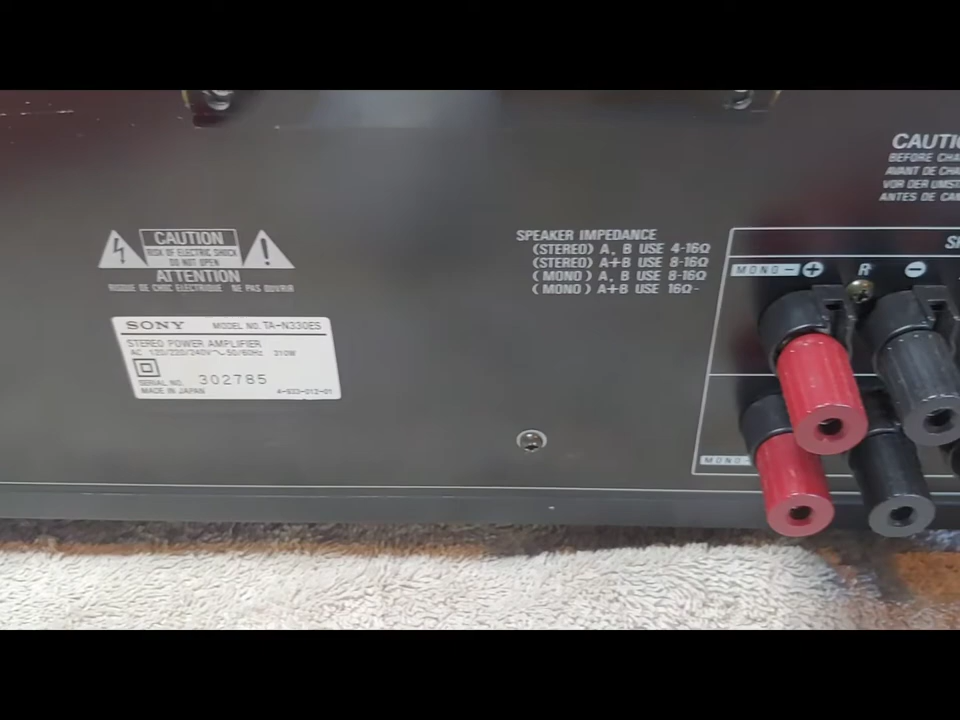 CAUTIO
BEFORE CHA
AVANT DE CHA
VOR DER UMST
ANTES DE CAM
CAUTION
RISK OF ELECTRIC SHOCK
DO NOT OPEN
ATTENTION
RISQUE DE CHOC ELECTRIQUE NE PAS OUVRIR
SPEAKER IMPEDANCE
(STEREO) A, B USE 4-16Ω
(STEREO) A+B USE 8-16Ω
(MONO) A, B USE 8-16Ω
(MONO) A+B USE 16Ω-
MONO — + R −
SONY MODEL NO. TA-N330ES
STEREO POWER AMPLIFIER
AC 120/220/240V~50/60Hz 310W
SERIAL NO. 302785
MADE IN JAPAN 4-933-012-01
MONO